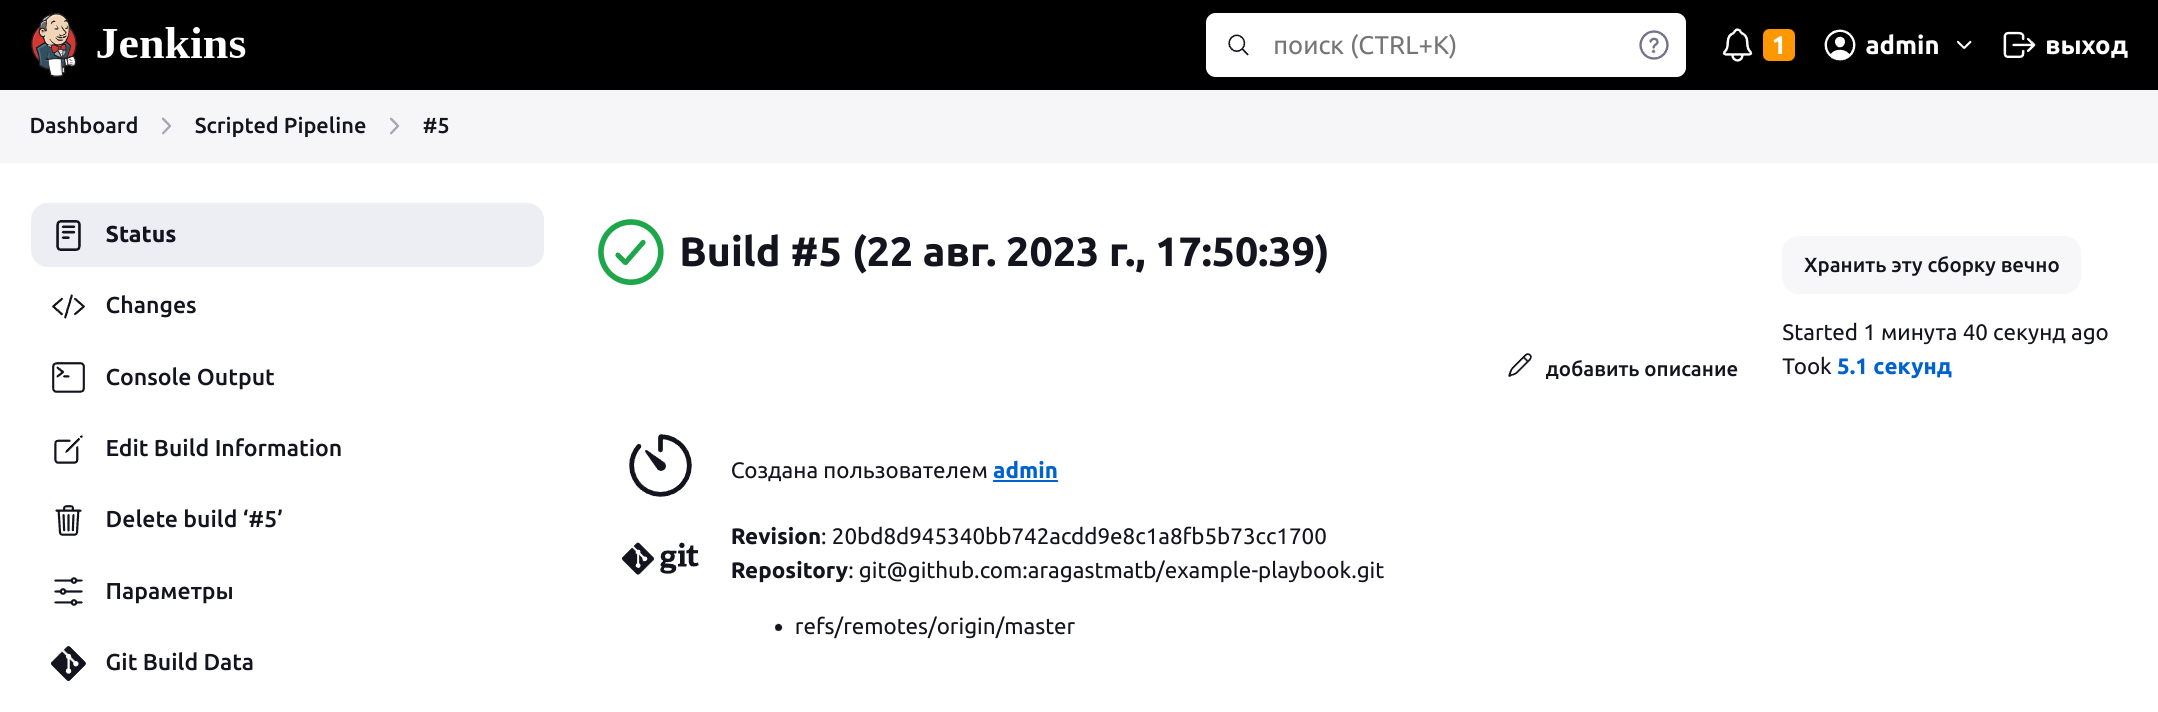 Jenkins
поиск (CTRL+K)
1
admin
выход
Dashboard
Scripted Pipeline
#5
Status
Changes
Console Output
Edit Build Information
Delete build ‘#5’
Параметры
Git Build Data
Build #5 (22 авг. 2023 г., 17:50:39)
Хранить эту сборку вечно
Started 1 минута 40 секунд ago
Took 5.1 секунд
добавить описание
Создана пользователем admin
git
Revision: 20bd8d945340bb742acdd9e8c1a8fb5b73cc1700
Repository: git@github.com:aragastmatb/example-playbook.git
• refs/remotes/origin/master